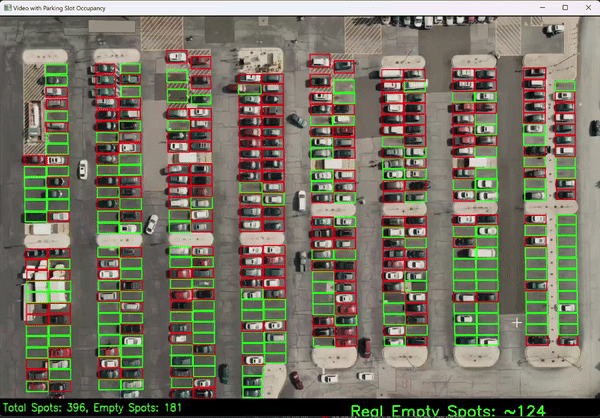 Video with Parking Slot Occupancy
Total Spots: 396, Empty Spots: 181
Real Empty Spots: ~124